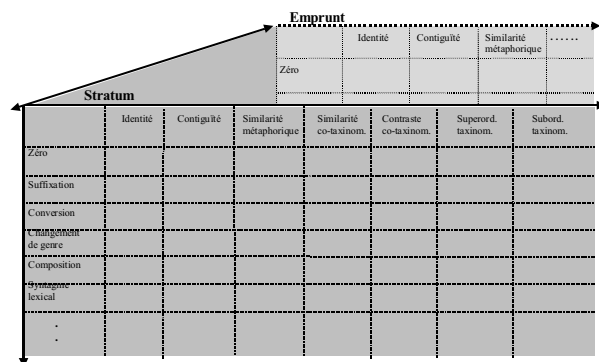 Emprunt
Identité Contiguïté Similarité métaphorique ......
Zéro
Stratum
Identité Contiguïté Similarité métaphorique Similarité co-taxinom. Contraste co-taxinom. Superord. taxinom. Subord. taxinom.
Zéro
Suffixation
Conversion
Changement
de genre
Composition
Syntagme
lexical
.
.